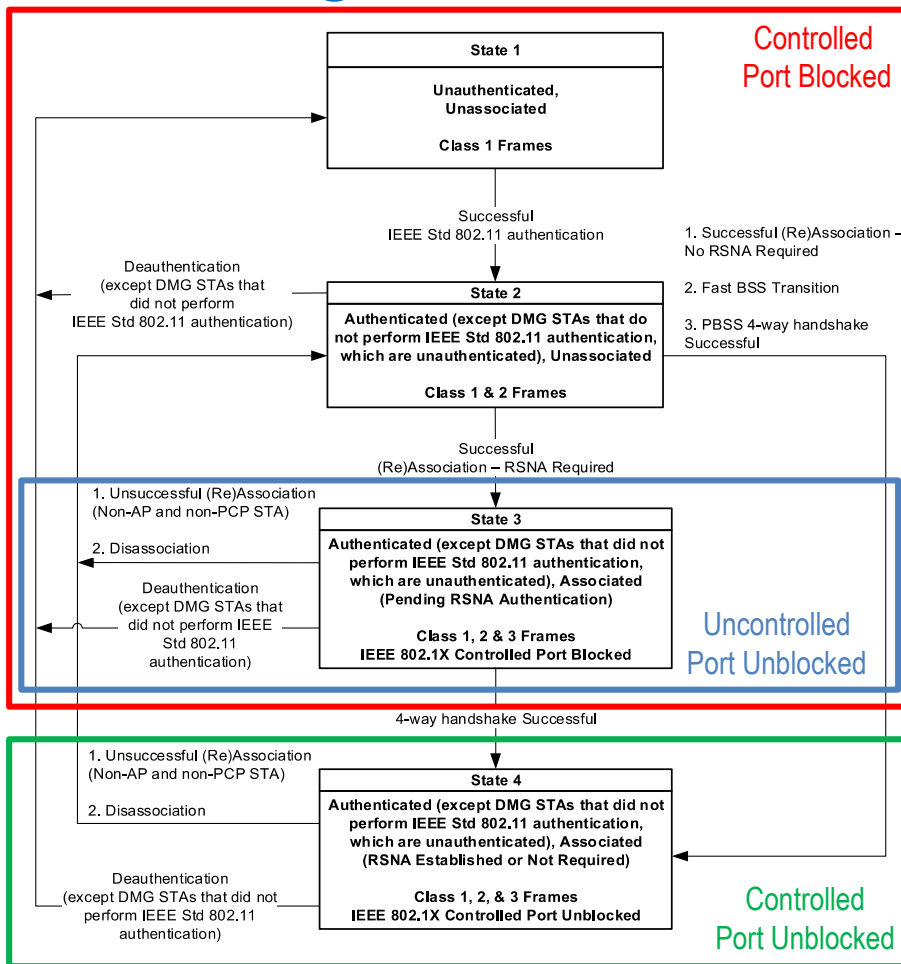 Controlled
Port Blocked
State 1
Unauthenticated,
Unassociated
Class 1 Frames
Successful
IEEE Std 802.11 authentication
1. Successful (Re)Association –
No RSNA Required
2. Fast BSS Transition
3. PBSS 4-way handshake
Successful
Deauthentication
(except DMG STAs that
did not perform
IEEE Std 802.11 authentication)
State 2
Authenticated (except DMG STAs that do
not perform IEEE Std 802.11 authentication,
which are unauthenticated), Unassociated
Class 1 & 2 Frames
Successful
(Re)Association – RSNA Required
1. Unsuccessful (Re)Association
(Non-AP and non-PCP STA)
2. Disassociation
Deauthentication
(except DMG STAs that
did not perform IEEE
Std 802.11
authentication)
State 3
Authenticated (except DMG STAs that did not
perform IEEE Std 802.11 authentication,
which are unauthenticated), Associated
(Pending RSNA Authentication)
Class 1, 2 & 3 Frames
IEEE 802.1X Controlled Port Blocked
Uncontrolled
Port Unblocked
4-way handshake Successful
1. Unsuccessful (Re)Association
(Non-AP and non-PCP STA)
2. Disassociation
Deauthentication
(except DMG STAs that did not
perform IEEE Std 802.11
authentication)
State 4
Authenticated (except DMG STAs that did not
perform IEEE Std 802.11 authentication,
which are unauthenticated), Associated
(RSNA Established or Not Required)
Class 1, 2, & 3 Frames
IEEE 802.1X Controlled Port Unblocked
Controlled
Port Unblocked